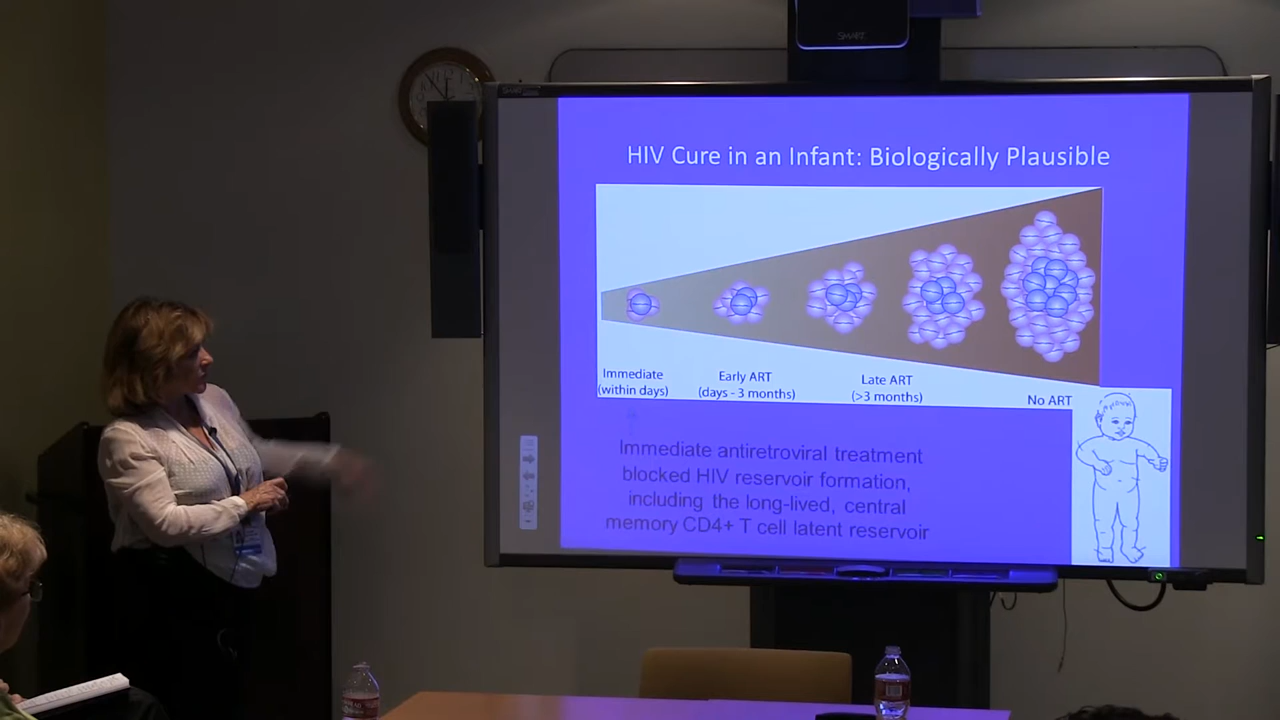 SMART
HIV Cure in an Infant: Biologically Plausible
Immediate
(within days)
Early ART
(days - 3 months)
Late ART
(>3 months)
No ART
Immediate antiretroviral treatment
blocked HIV reservoir formation,
including the long-lived, central
memory CD4+ T cell latent reservoir